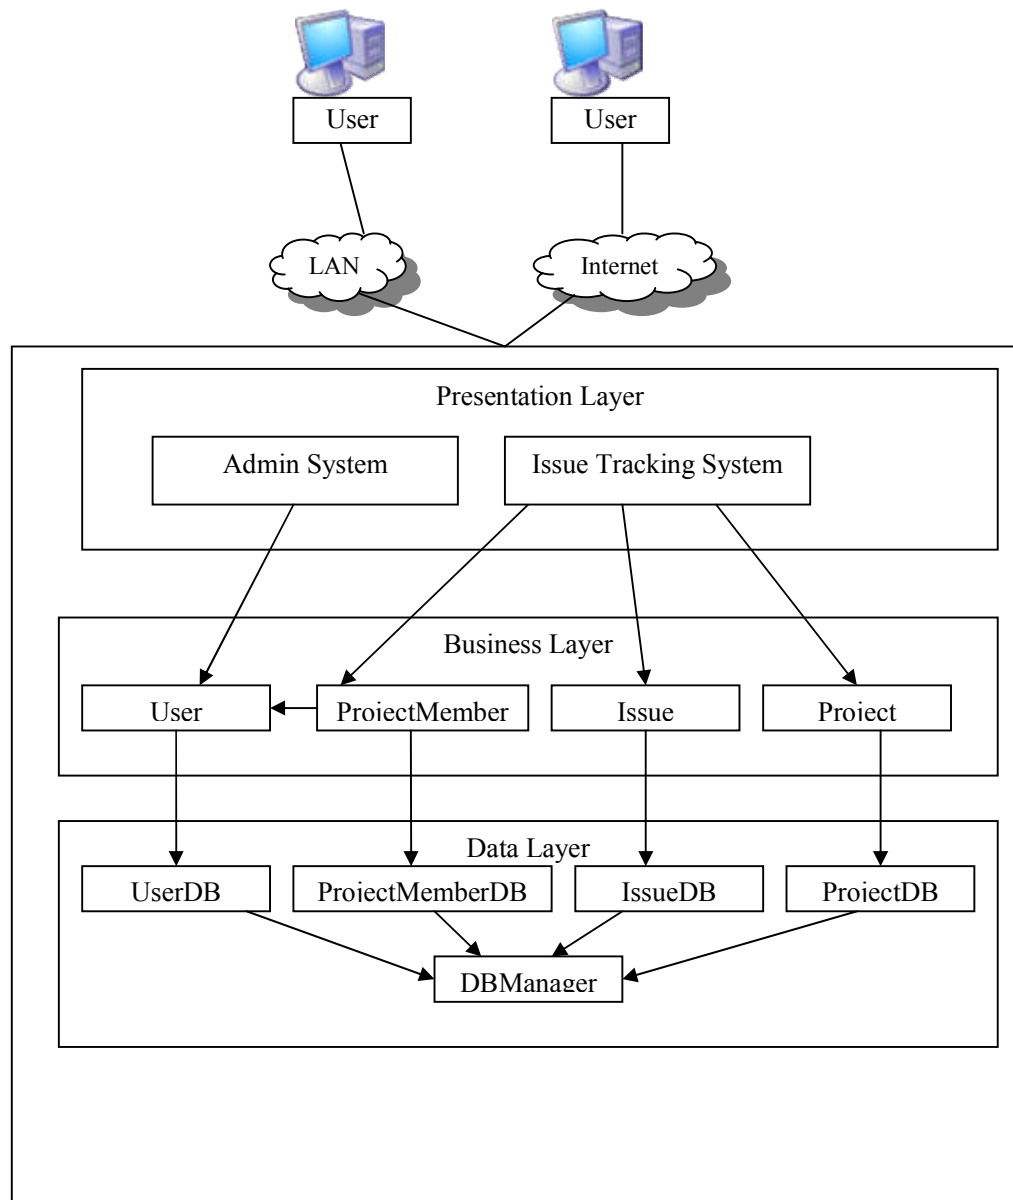 User
User
LAN
Internet
Presentation Layer
Admin System
Issue Tracking System
Business Layer
User
ProjectMember
Issue
Project
Data Layer
UserDB
ProjectMemberDB
IssueDB
ProjectDB
DBManager